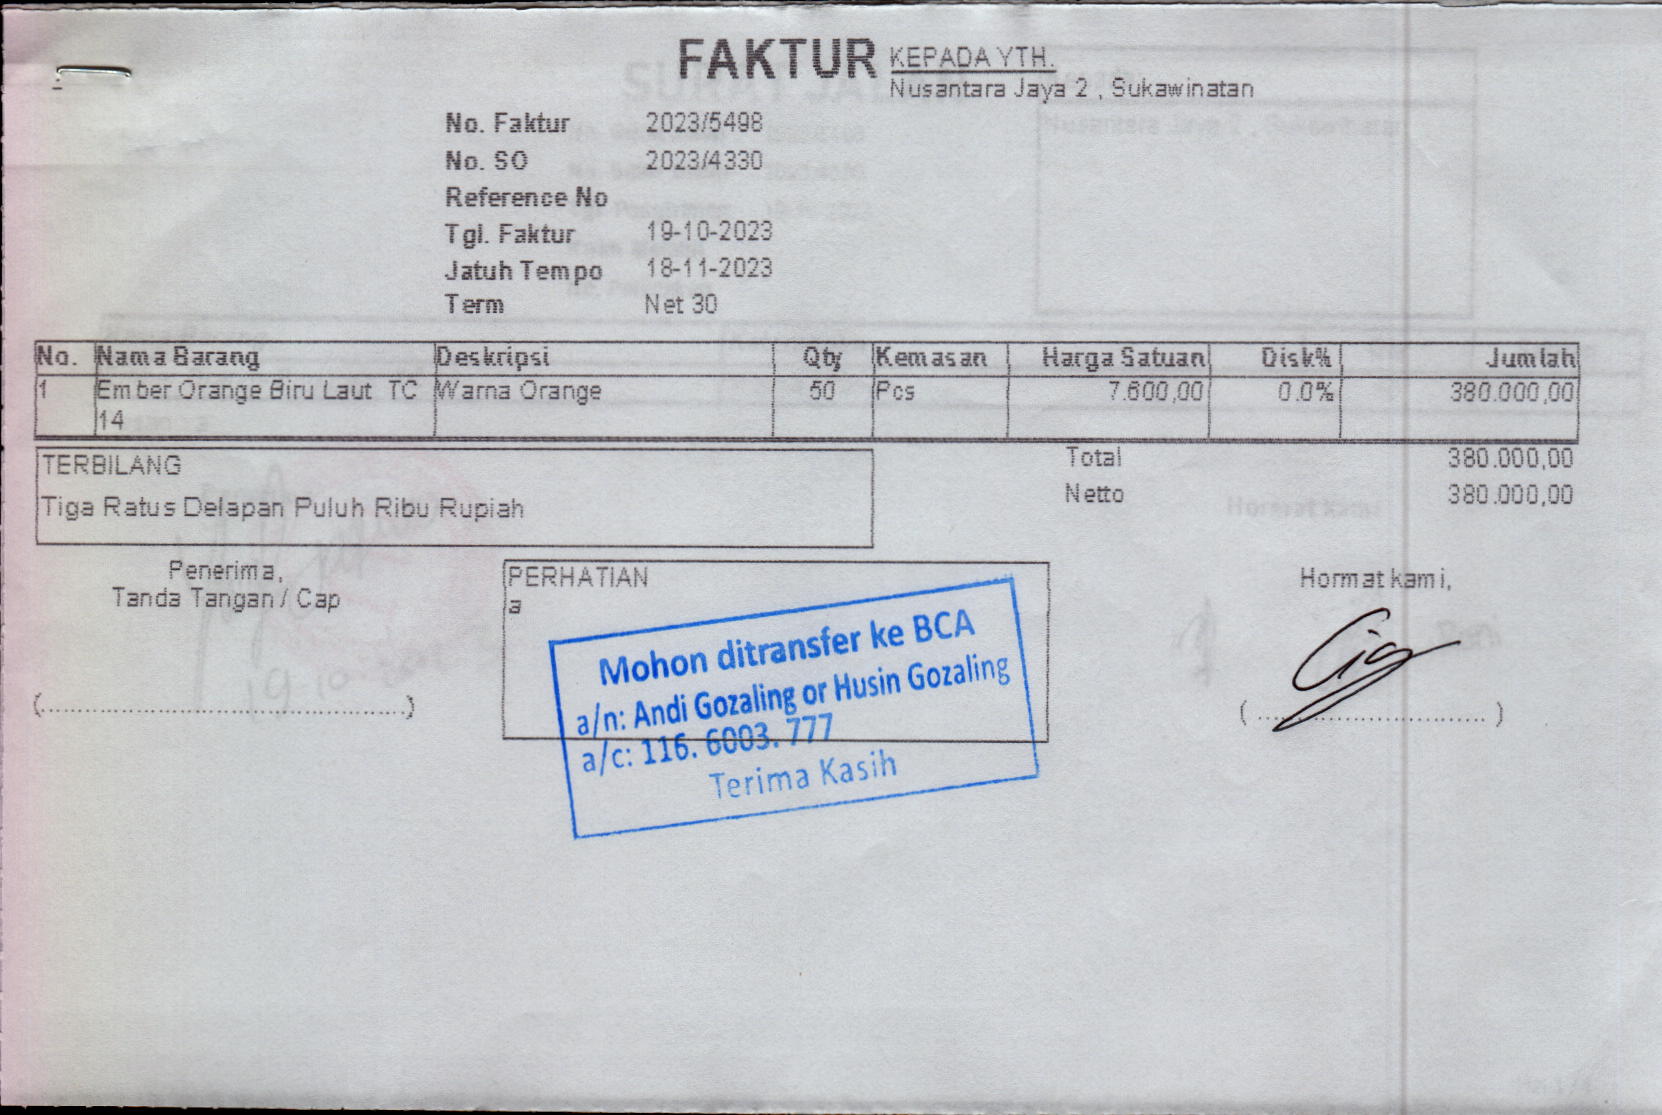 FAKTUR
KEPADA YTH.
Nusantara Jaya 2 , Sukawinatan
No. Faktur 2023/5498
No. SO 2023/4330
Reference No
Tgl. Faktur 19-10-2023
Jatuh Tempo 18-11-2023
Term Net 30
No. Nama Barang Deskripsi Qty Kemasan Harga Satuan Disk% Jumlah
1 Ember Orange Biru Laut TC Warna Orange 50 Pcs 7.600,00 0.0% 380.000,00
14
TERBILANG
Tiga Ratus Delapan Puluh Ribu Rupiah
Total 380.000,00
Netto 380.000,00
Penerima,
Tanda Tangan / Cap
(........................................)
PERHATIAN
a
Mohon ditransfer ke BCA
a/n: Andi Gozaling or Husin Gozaling
a/c: 116. 6003. 777
Terima Kasih
Hormat kami,
( ............................ )